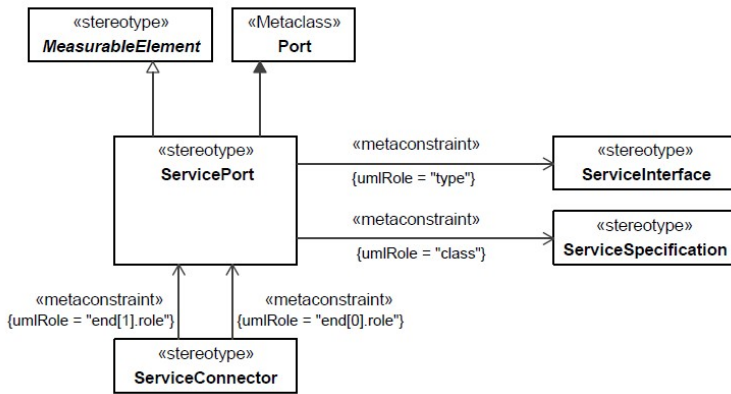 «stereotype»
MeasurableElement
«Metaclass»
Port
«stereotype»
ServicePort
«metaconstraint»
{umlRole = "type"}
«stereotype»
ServiceInterface
«metaconstraint»
{umlRole = "class"}
«stereotype»
ServiceSpecification
«metaconstraint»
{umlRole = "end[1].role"}
«metaconstraint»
{umlRole = "end[0].role"}
«stereotype»
ServiceConnector